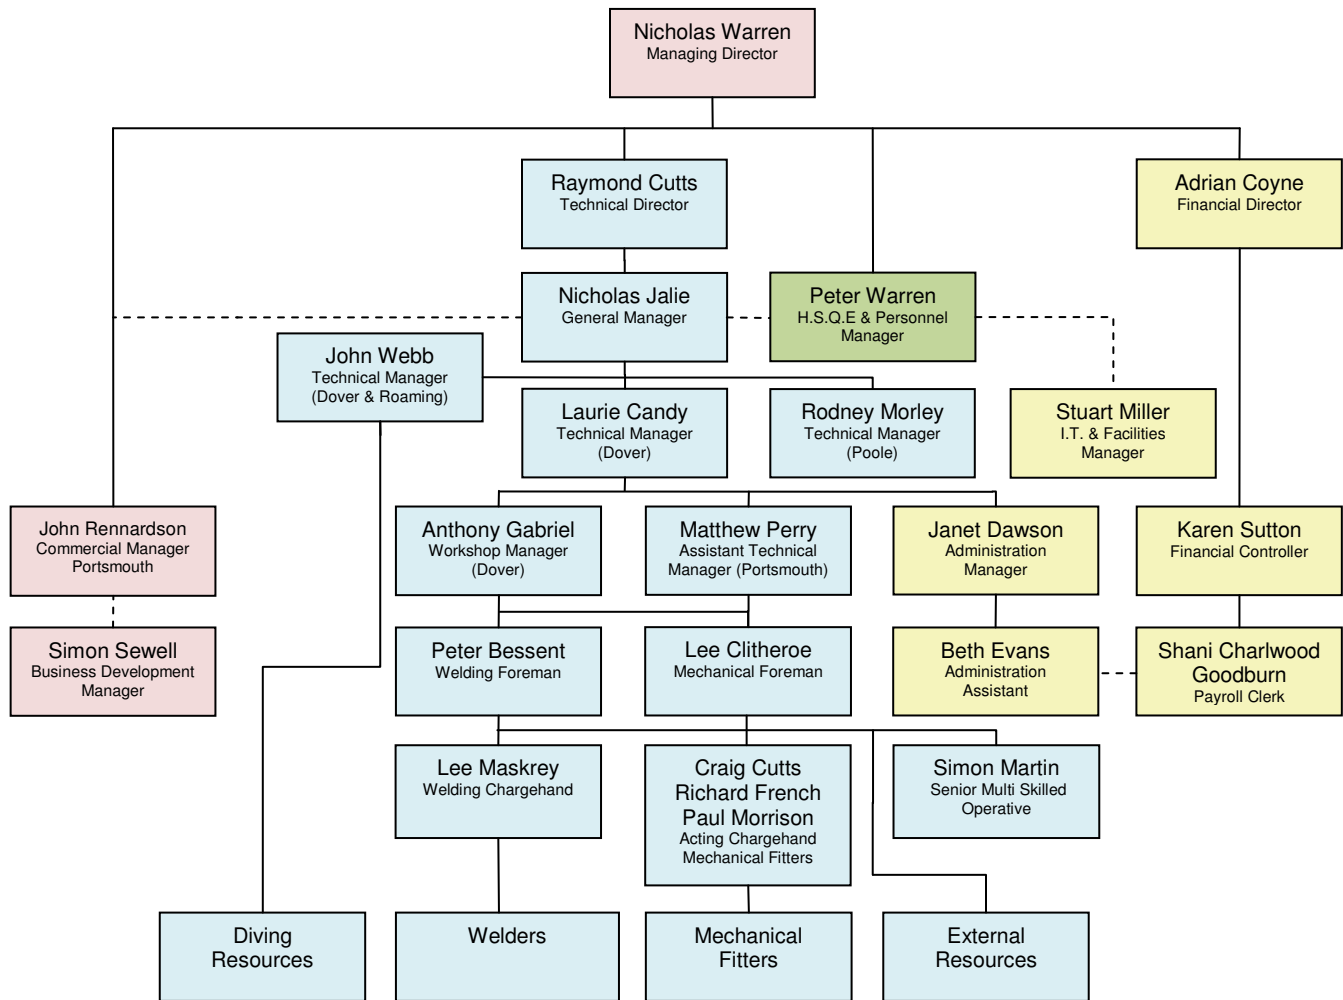 Nicholas Warren
Managing Director
Raymond Cutts
Technical Director
Adrian Coyne
Financial Director
Nicholas Jalie
General Manager
Peter Warren
H.S.Q.E & Personnel
Manager
John Webb
Technical Manager
(Dover & Roaming)
Laurie Candy
Technical Manager
(Dover)
Rodney Morley
Technical Manager
(Poole)
Stuart Miller
I.T. & Facilities
Manager
John Rennardson
Commercial Manager
Portsmouth
Anthony Gabriel
Workshop Manager
(Dover)
Matthew Perry
Assistant Technical
Manager (Portsmouth)
Janet Dawson
Administration
Manager
Karen Sutton
Financial Controller
Simon Sewell
Business Development
Manager
Peter Bessent
Welding Foreman
Lee Clitheroe
Mechanical Foreman
Beth Evans
Administration
Assistant
Shani Charlwood
Goodburn
Payroll Clerk
Lee Maskrey
Welding Chargehand
Craig Cutts
Richard French
Paul Morrison
Acting Chargehand
Mechanical Fitters
Simon Martin
Senior Multi Skilled
Operative
Diving
Resources
Welders
Mechanical
Fitters
External
Resources